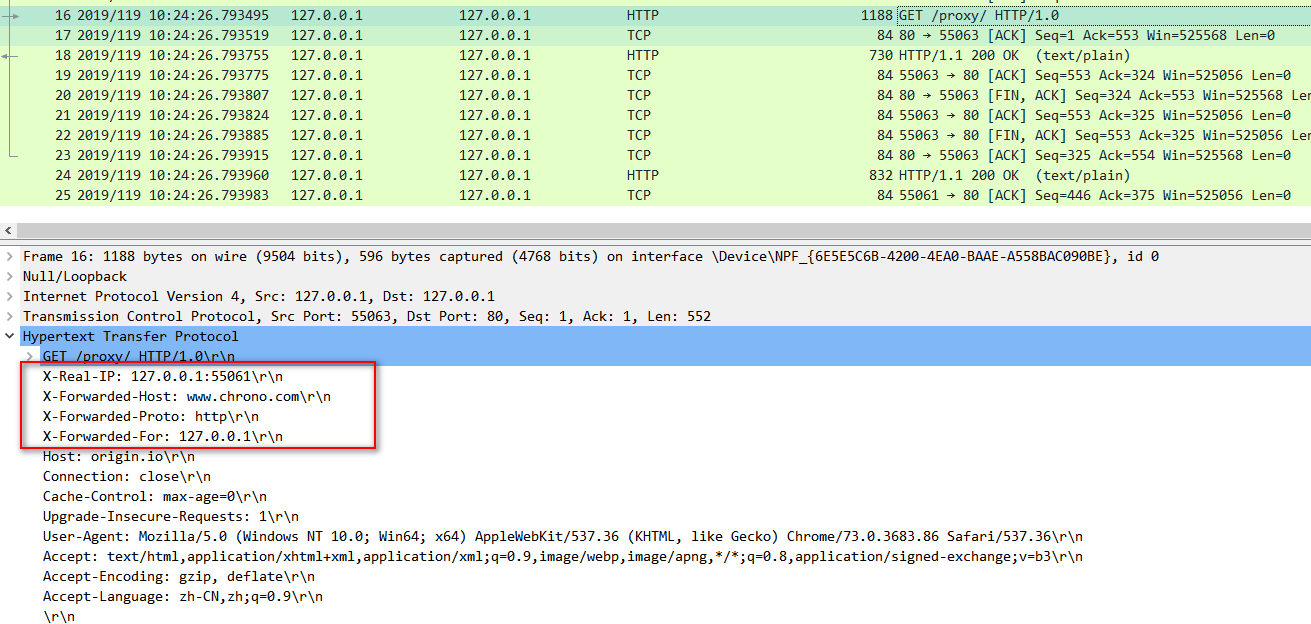 16 2019/119 10:24:26.793495 127.0.0.1 127.0.0.1 HTTP 1188 GET /proxy/ HTTP/1.0
17 2019/119 10:24:26.793519 127.0.0.1 127.0.0.1 TCP 84 80 → 55063 [ACK] Seq=1 Ack=553 Win=525568 Len=0
18 2019/119 10:24:26.793755 127.0.0.1 127.0.0.1 HTTP 730 HTTP/1.1 200 OK (text/plain)
19 2019/119 10:24:26.793775 127.0.0.1 127.0.0.1 TCP 84 55063 → 80 [ACK] Seq=553 Ack=324 Win=525056 Len=0
20 2019/119 10:24:26.793807 127.0.0.1 127.0.0.1 TCP 84 80 → 55063 [FIN, ACK] Seq=324 Ack=553 Win=525568 Ler
21 2019/119 10:24:26.793824 127.0.0.1 127.0.0.1 TCP 84 55063 → 80 [ACK] Seq=553 Ack=325 Win=525056 Len=0
22 2019/119 10:24:26.793885 127.0.0.1 127.0.0.1 TCP 84 55063 → 80 [FIN, ACK] Seq=553 Ack=325 Win=525056 Ler
23 2019/119 10:24:26.793915 127.0.0.1 127.0.0.1 TCP 84 80 → 55063 [ACK] Seq=325 Ack=554 Win=525568 Len=0
24 2019/119 10:24:26.793960 127.0.0.1 127.0.0.1 HTTP 832 HTTP/1.1 200 OK (text/plain)
25 2019/119 10:24:26.793983 127.0.0.1 127.0.0.1 TCP 84 55061 → 80 [ACK] Seq=446 Ack=375 Win=525056 Len=0
Frame 16: 1188 bytes on wire (9504 bits), 596 bytes captured (4768 bits) on interface \Device\NPF_{6E5E5C6B-4200-4EA0-BAAE-A558BAC090BE}, id 0
Null/Loopback
Internet Protocol Version 4, Src: 127.0.0.1, Dst: 127.0.0.1
Transmission Control Protocol, Src Port: 55063, Dst Port: 80, Seq: 1, Ack: 1, Len: 552
Hypertext Transfer Protocol
GET /proxy/ HTTP/1.0\r\n
X-Real-IP: 127.0.0.1:55061\r\n
X-Forwarded-Host: www.chrono.com\r\n
X-Forwarded-Proto: http\r\n
X-Forwarded-For: 127.0.0.1\r\n
Host: origin.io\r\n
Connection: close\r\n
Cache-Control: max-age=0\r\n
Upgrade-Insecure-Requests: 1\r\n
User-Agent: Mozilla/5.0 (Windows NT 10.0; Win64; x64) AppleWebKit/537.36 (KHTML, like Gecko) Chrome/73.0.3683.86 Safari/537.36\r\n
Accept: text/html,application/xhtml+xml,application/xml;q=0.9,image/webp,image/apng,*/*;q=0.8,application/signed-exchange;v=b3\r\n
Accept-Encoding: gzip, deflate\r\n
Accept-Language: zh-CN,zh;q=0.9\r\n
\r\n